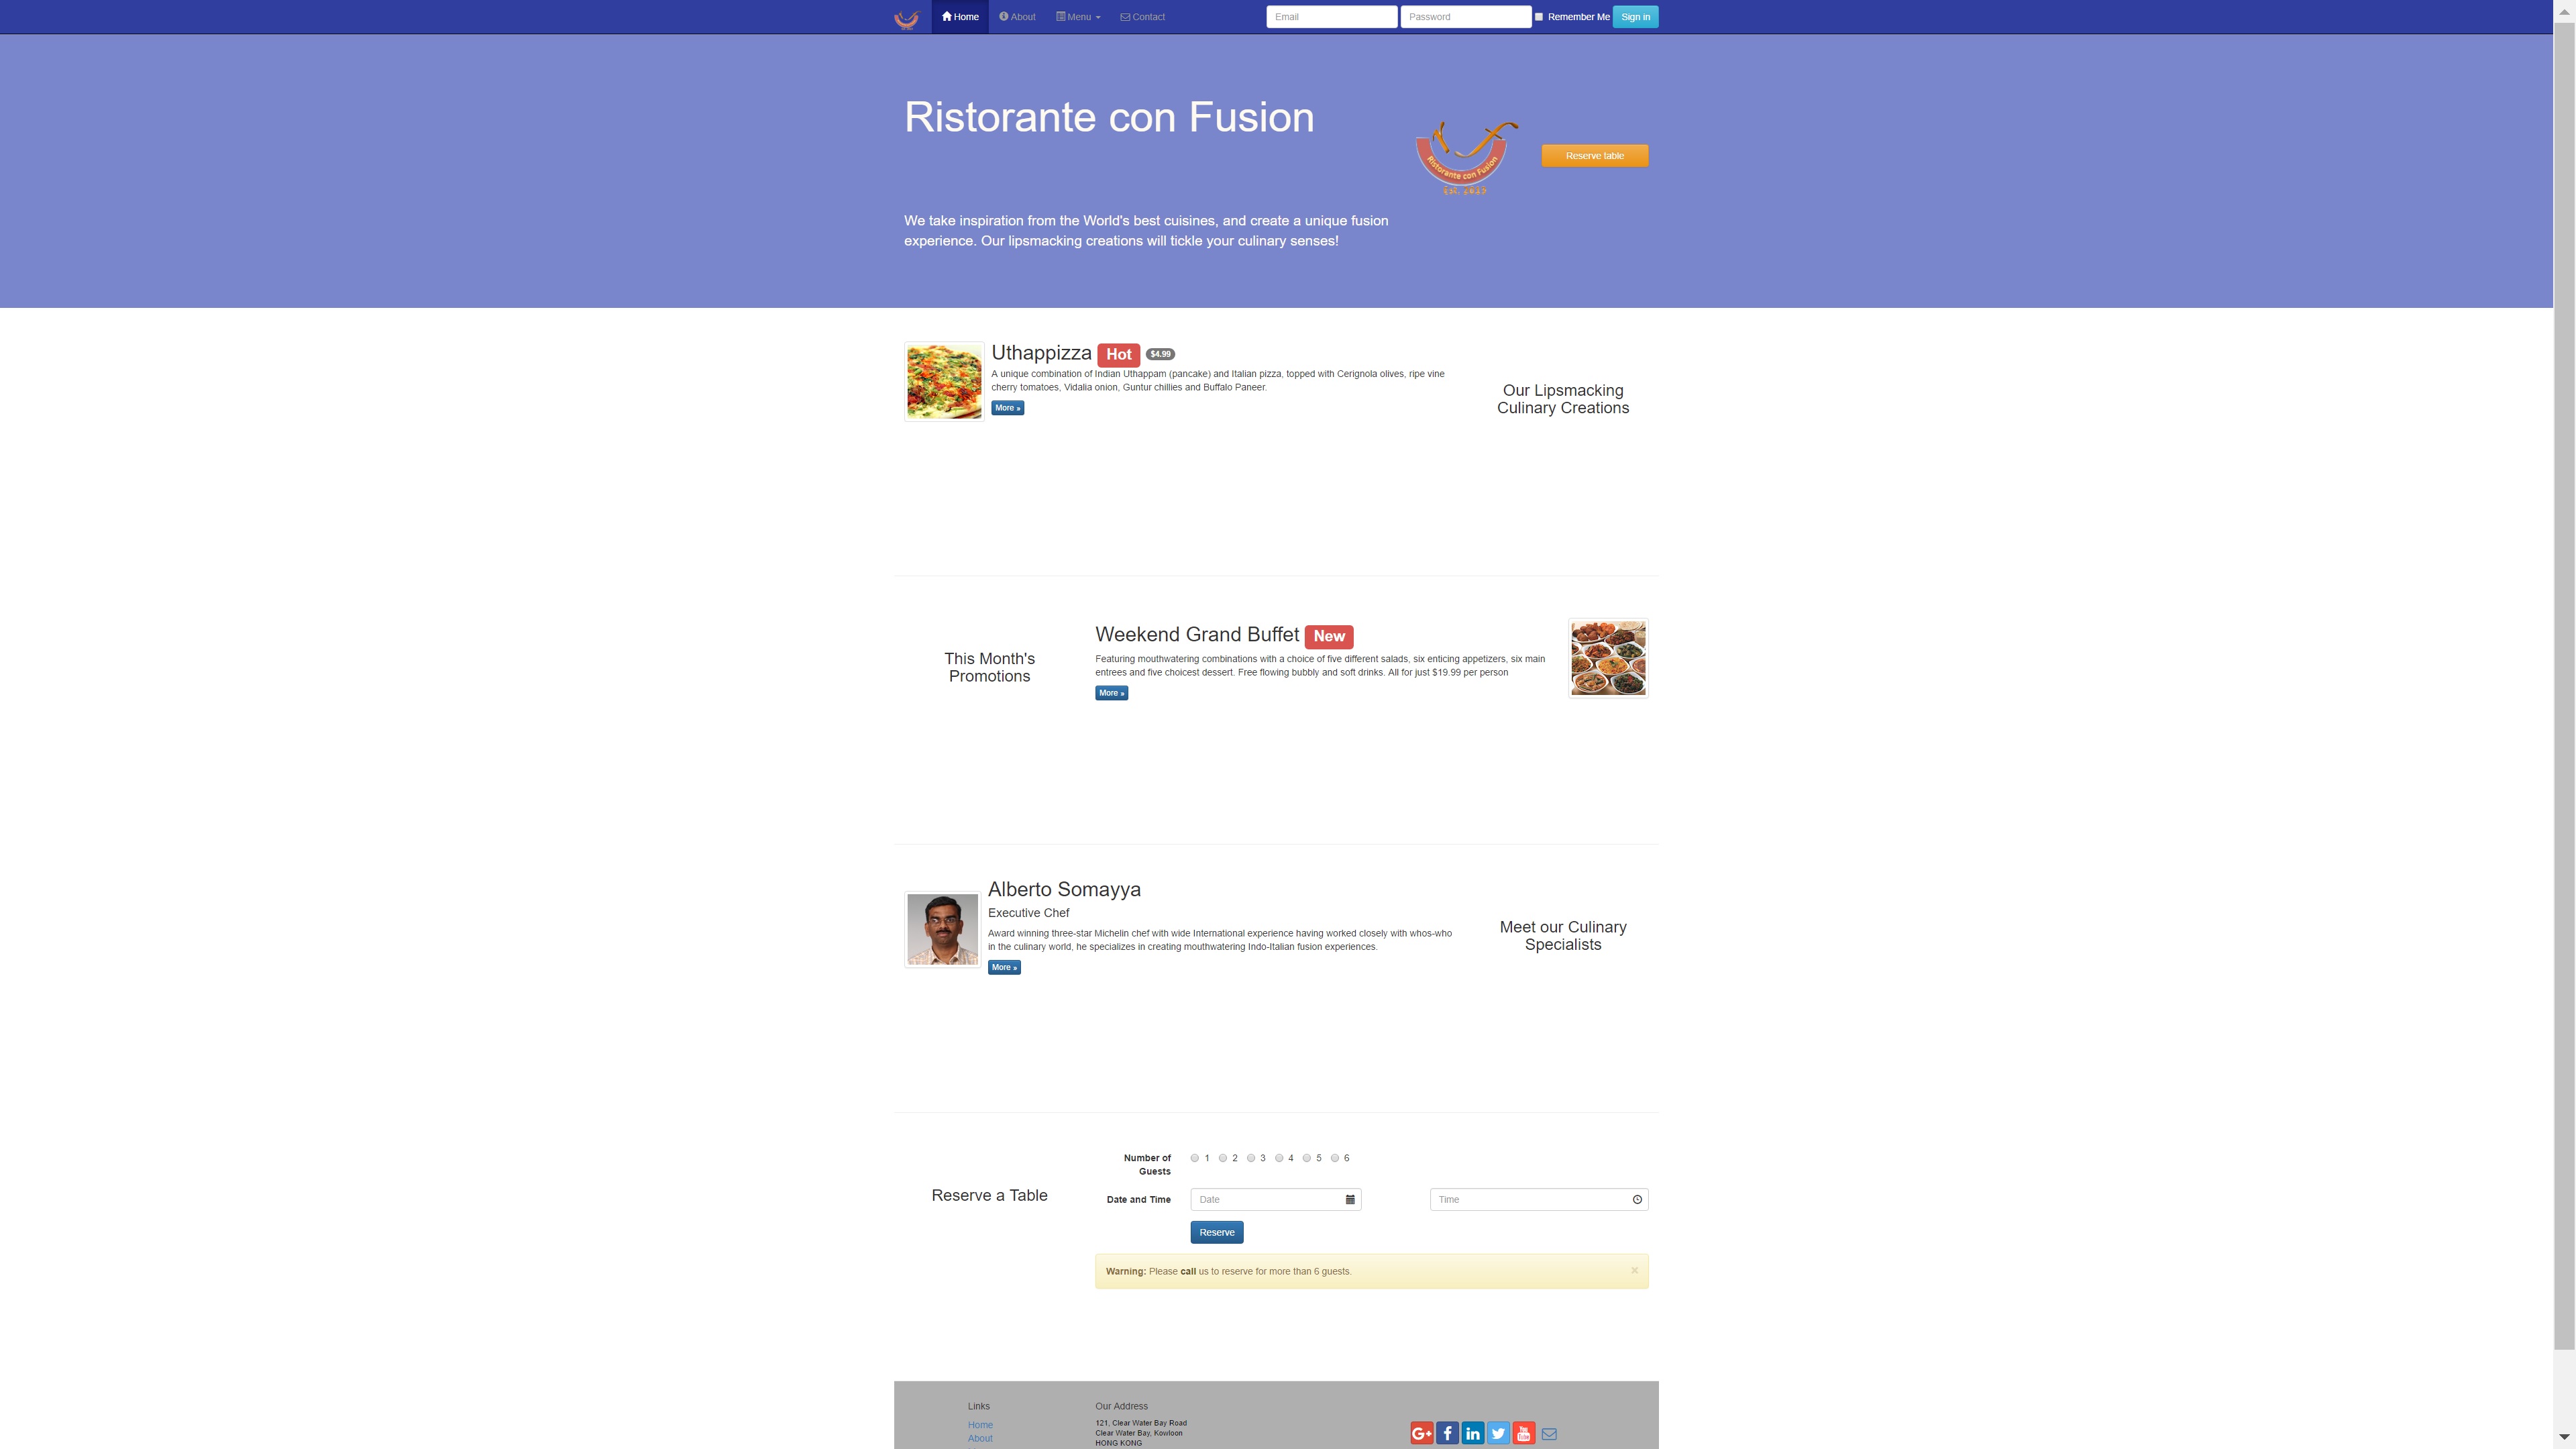 Home About Menu Contact Email Password Remember Me Sign in
Ristorante con Fusion
Ristorante con Fusion
Reserve table
We take inspiration from the World's best cuisines, and create a unique fusion
experience. Our lipsmacking creations will tickle your culinary senses!
Uthappizza Hot $4.99
A unique combination of Indian Uthappam (pancake) and Italian pizza, topped with Cerignola olives, ripe vine
cherry tomatoes, Vidalia onion, Guntur chillies and Buffalo Paneer.
More »
Our Lipsmacking
Culinary Creations
This Month's
Promotions
Weekend Grand Buffet New
Featuring mouthwatering combinations with a choice of five different salads, six enticing appetizers, six main
entrees and five choicest dessert. Free flowing bubbly and soft drinks. All for just $19.99 per person
More »
Alberto Somayya
Executive Chef
Award winning three-star Michelin chef with wide International experience having worked closely with whos-who
in the culinary world, he specializes in creating mouthwatering Indo-Italian fusion experiences.
More »
Meet our Culinary
Specialists
Reserve a Table
Number of
Guests
1 2 3 4 5 6
Date and Time Date Time
Reserve
Warning: Please call us to reserve for more than 6 guests. ×
Links
Home
About
Our Address
121, Clear Water Bay Road
Clear Water Bay, Kowloon
HONG KONG
G+ f in You Tube